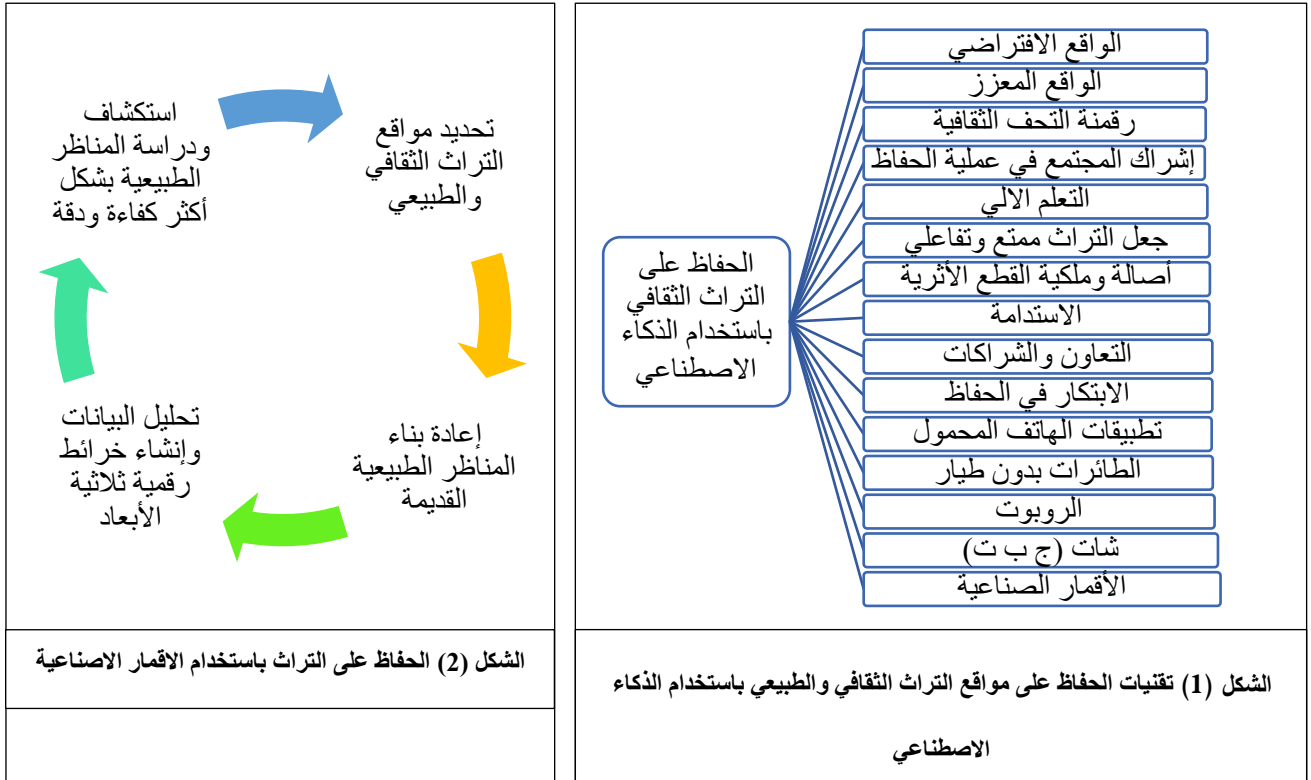 الحفاظ على
التراث الثقافي
باستخدام الذكاء
الاصطناعي
الواقع الافتراضي
الواقع المعزز
رقمنة التحف الثقافية
إشراك المجتمع في عملية الحفاظ
التعلم الالي
جعل التراث ممتع وتفاعلي
أصالة وملكية القطع الأثرية
الاستدامة
التعاون والشراكات
الابتكار في الحفاظ
تطبيقات الهاتف المحمول
الطائرات بدون طيار
الروبوت
شات (ج ب ت)
الأقمار الصناعية
الشكل (1) تقنيات الحفاظ على مواقع التراث الثقافي والطبيعي باستخدام الذكاء
الاصطناعي
تحديد مواقع
التراث الثقافي
والطبيعي
إعادة بناء
المناظر الطبيعية
القديمة
تحليل البيانات
وإنشاء خرائط
رقمية ثلاثية
الأبعاد
استكشاف
ودراسة المناظر
الطبيعية بشكل
أكثر كفاءة ودقة
الشكل (2) الحفاظ على التراث باستخدام الاقمار الاصناعية